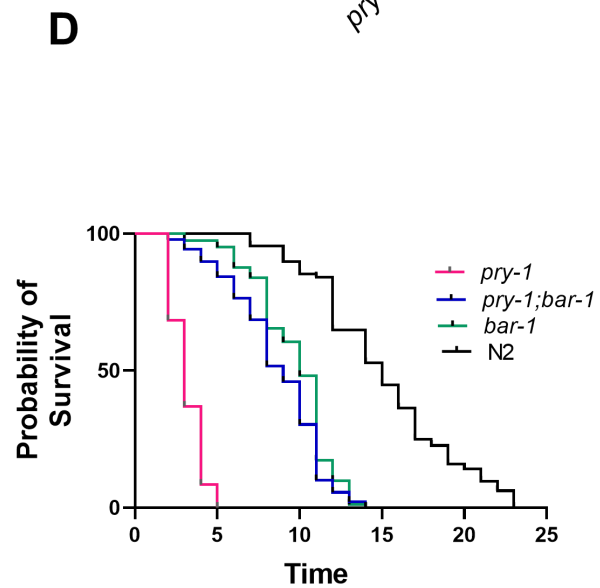 D
pry
100
50
0
Probability of
Survival
pry-1
pry-1;bar-1
bar-1
N2
0 5 10 15 20 25
Time